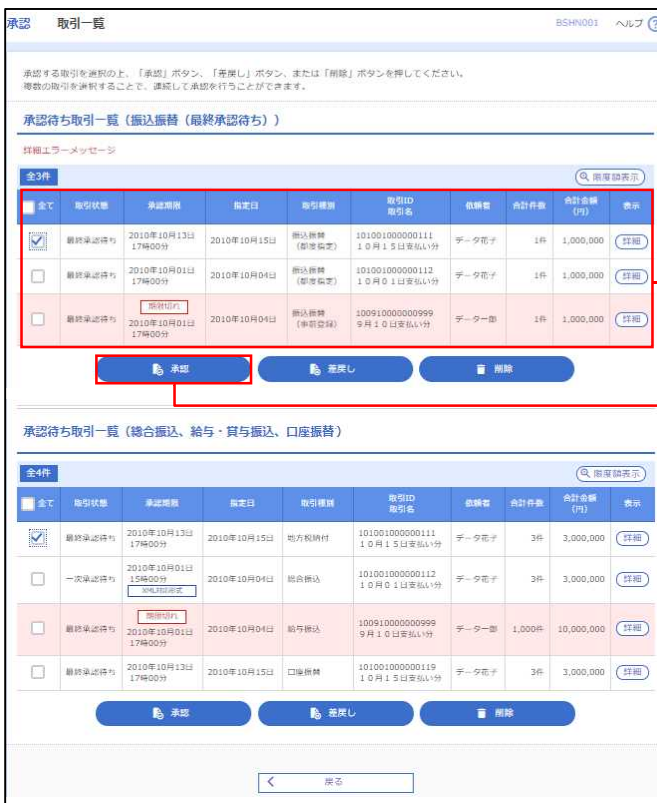 承認 取引一覧 BSHN001 ヘルプ ?
承認する取引を選択の上、「承認」ボタン、「差戻し」ボタン、または「削除」ボタンを押してください。
複数の取引を選択することで、連続して承認を行うことができます。
承認待ち取引一覧（振込振替（最終承認待ち））
詳細エラーメッセージ
全3件 限度額表示
全て 取引状態 承認期限 指定日 取引種別 取引ID 取引名 依頼者 合計件数 合計金額(円) 表示
最終承認待ち 2010年10月13日 17時00分 2010年10月15日 振込振替（都度指定） 101001000000111 １０月１５日支払い分 データ花子 1件 1,000,000 詳細
最終承認待ち 2010年10月01日 17時00分 2010年10月04日 振込振替（都度指定） 101001000000112 １０月０１日支払い分 データ花子 1件 1,000,000 詳細
最終承認待ち 期限切れ 2010年10月01日 17時00分 2010年10月04日 振込振替（事前登録） 100910000000999 ９月１０日支払い分 データ一郎 1件 1,000,000 詳細
承認 差戻し 削除
承認待ち取引一覧（総合振込、給与・賞与振込、口座振替）
全4件 限度額表示
全て 取引状態 承認期限 指定日 取引種別 取引ID 取引名 依頼者 合計件数 合計金額(円) 表示
最終承認待ち 2010年10月13日 17時00分 2010年10月15日 地方税納付 101001000000111 １０月１５日支払い分 データ花子 3件 3,000,000 詳細
一次承認待ち 2010年10月01日 15時00分 XML対応形式 2010年10月04日 総合振込 101001000000112 １０月０１日支払い分 データ花子 3件 3,000,000 詳細
最終承認待ち 期限切れ 2010年10月01日 17時00分 2010年10月04日 給与振込 100910000000999 ９月１０日支払い分 データ一郎 1,000件 10,000,000 詳細
最終承認待ち 2010年10月13日 17時00分 2010年10月15日 口座振替 101001000000119 １０月１５日支払い分 データ花子 3件 3,000,000 詳細
承認 差戻し 削除
戻る